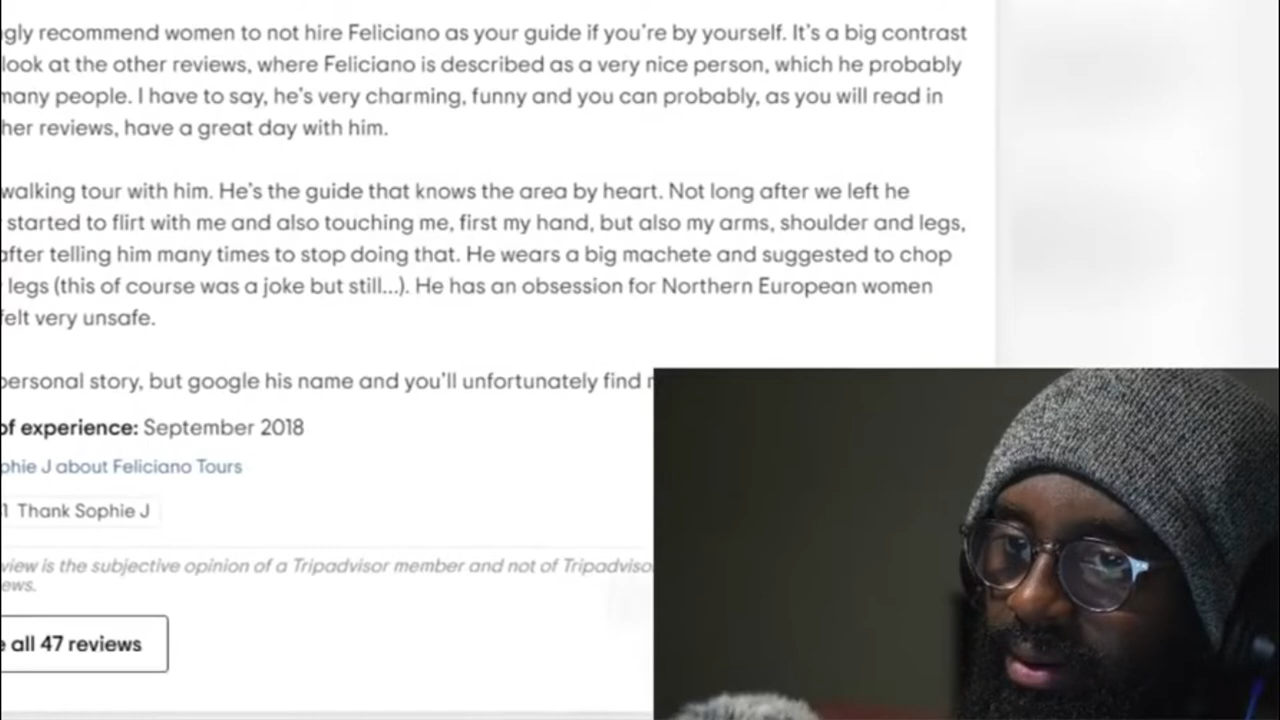 gly recommend women to not hire Feliciano as your guide if you're by yourself. It's a big contrast
look at the other reviews, where Feliciano is described as a very nice person, which he probably
many people. I have to say, he's very charming, funny and you can probably, as you will read in
her reviews, have a great day with him.
walking tour with him. He's the guide that knows the area by heart. Not long after we left he
started to flirt with me and also touching me, first my hand, but also my arms, shoulder and legs,
after telling him many times to stop doing that. He wears a big machete and suggested to chop
legs (this of course was a joke but still...). He has an obsession for Northern European women
felt very unsafe.
personal story, but google his name and you'll unfortunately find
of experience: September 2018
phie J about Feliciano Tours
1 Thank Sophie J
view is the subjective opinion of a Tripadvisor member and not of Tripadviso
ews.
e all 47 reviews